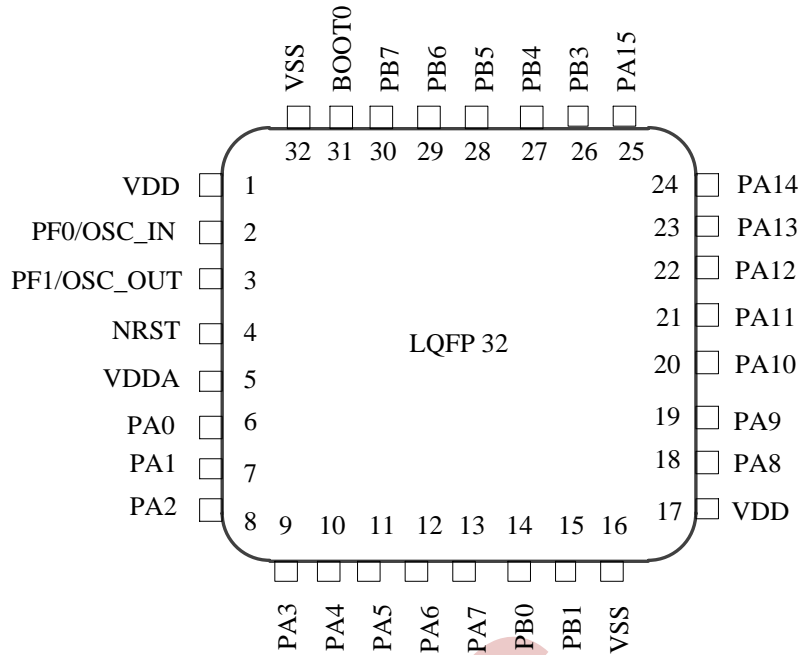 VSS
BOOT0
PB7
PB6
PB5
PB4
PB3
PA15
32 31 30 29 28 27 26 25
VDD 1 24 PA14
PF0/OSC_IN 2 23 PA13
PF1/OSC_OUT 3 22 PA12
NRST 4 LQFP 32 21 PA11
VDDA 5 20 PA10
PA0 6 19 PA9
PA1 7 18 PA8
PA2 8 17 VDD
9 10 11 12 13 14 15 16
PA3
PA4
PA5
PA6
PA7
PB0
PB1
VSS